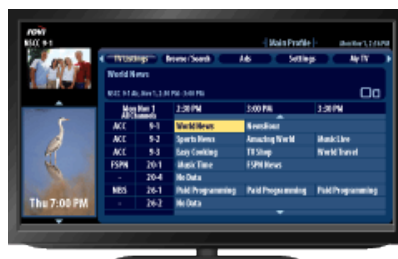 rovi
Main Profile
TV Listings Browse/Search Ads Settings My TV
World News
Mon Nov 1 2:30 PM 3:00 PM 3:30 PM
All Channels
ACC 9-1 World News NewsHour
ACC 9-2 Sports News Amazing World Music Live
ACC 9-3 Easy Cooking TV Shop World Travel
FSPN 20-1 Music Time FSPN News
- 20-4 No Data
MBS 26-1 Paid Programming Paid Programming Paid Programming
- 26-2 No Data
Thu 7:00 PM